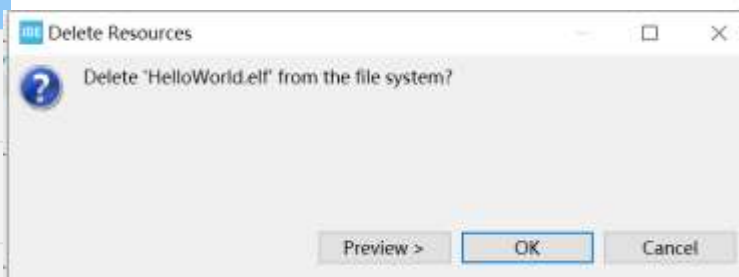 IDE Delete Resources
Delete 'HelloWorld.elf' from the file system?
Preview > OK Cancel